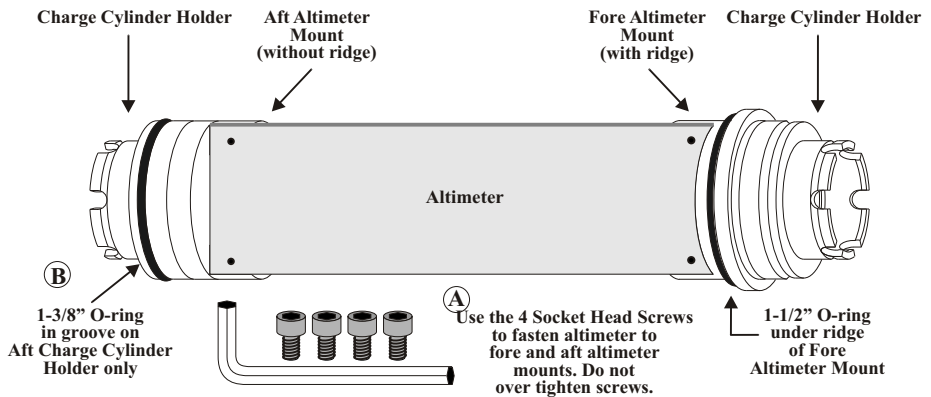 Charge Cylinder Holder
Aft Altimeter
Mount
(without ridge)
Fore Altimeter
Mount
(with ridge)
Charge Cylinder Holder
Altimeter
B
1-3/8” O-ring
in groove on
Aft Charge Cylinder
Holder only
A
Use the 4 Socket Head Screws
to fasten altimeter to
fore and aft altimeter
mounts. Do not
over tighten screws.
1-1/2” O-ring
under ridge
of Fore
Altimeter Mount